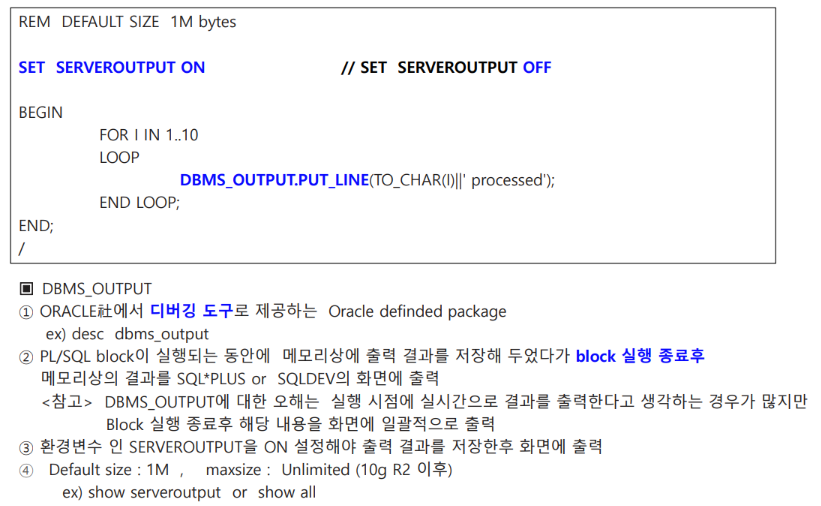 REM DEFAULT SIZE 1M bytes
SET SERVEROUTPUT ON // SET SERVEROUTPUT OFF
BEGIN
FOR I IN 1..10
LOOP
DBMS_OUTPUT.PUT_LINE(TO_CHAR(I)||' processed');
END LOOP;
END;
/
▣ DBMS_OUTPUT
① ORACLE社에서 디버깅 도구로 제공하는 Oracle definded package
ex) desc dbms_output
② PL/SQL block이 실행되는 동안에 메모리상에 출력 결과를 저장해 두었다가 block 실행 종료후
메모리상의 결과를 SQL*PLUS or SQLDEV의 화면에 출력
<참고> DBMS_OUTPUT에 대한 오해는 실행 시점에 실시간으로 결과를 출력한다고 생각하는 경우가 많지만
Block 실행 종료후 해당 내용을 화면에 일괄적으로 출력
③ 환경변수 인 SERVEROUTPUT을 ON 설정해야 출력 결과를 저장한후 화면에 출력
④ Default size : 1M , maxsize : Unlimited (10g R2 이후)
ex) show serveroutput or show all